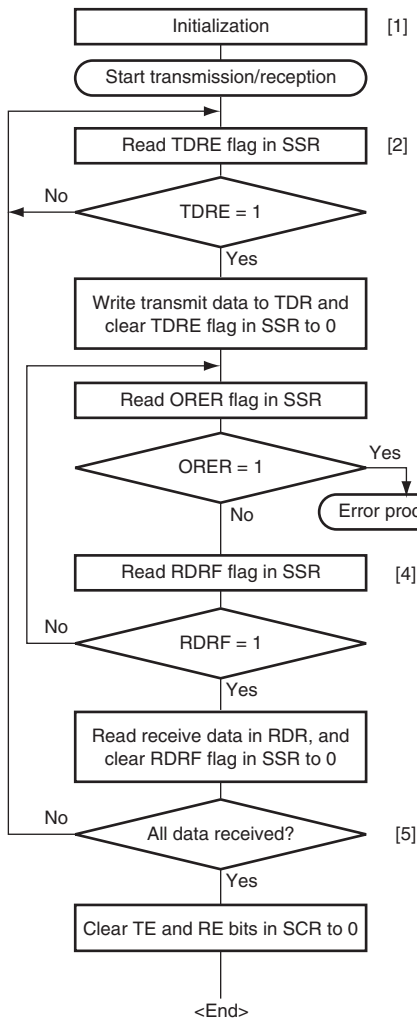 Initialization [1]
Start transmission/reception
Read TDRE flag in SSR [2]
No
TDRE = 1
Yes
Write transmit data to TDR and
clear TDRE flag in SSR to 0
Read ORER flag in SSR
Yes
ORER = 1
Error
No
Read RDRF flag in SSR [4]
No
RDRF = 1
Yes
Read receive data in RDR, and
clear RDRF flag in SSR to 0
No
All data received? [5]
Yes
Clear TE and RE bits in SCR to 0
<End>